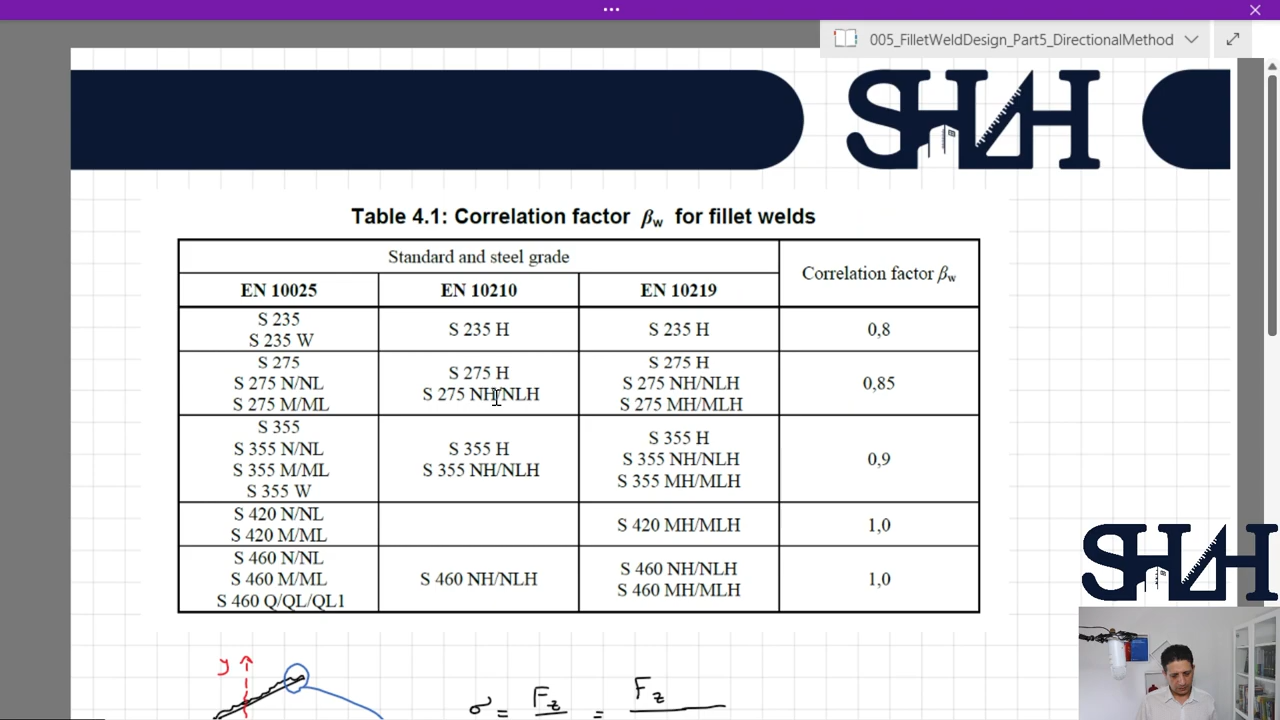 005_FilletWeldDesign_Part5_DirectionalMethod
SHZH
Table 4.1: Correlation factor βw for fillet welds
Standard and steel grade
Correlation factor βw
EN 10025
EN 10210
EN 10219
S 235
S 235 W
S 235 H
S 235 H
0,8
S 275
S 275 N/NL
S 275 M/ML
S 275 H
S 275 NH/NLH
S 275 H
S 275 NH/NLH
S 275 MH/MLH
0,85
S 355
S 355 N/NL
S 355 M/ML
S 355 W
S 355 H
S 355 NH/NLH
S 355 H
S 355 NH/NLH
S 355 MH/MLH
0,9
S 420 N/NL
S 420 M/ML
S 420 MH/MLH
1,0
S 460 N/NL
S 460 M/ML
S 460 Q/QL/QL1
S 460 NH/NLH
S 460 NH/NLH
S 460 MH/MLH
1,0
SHZH
y
σ = Fz = Fz